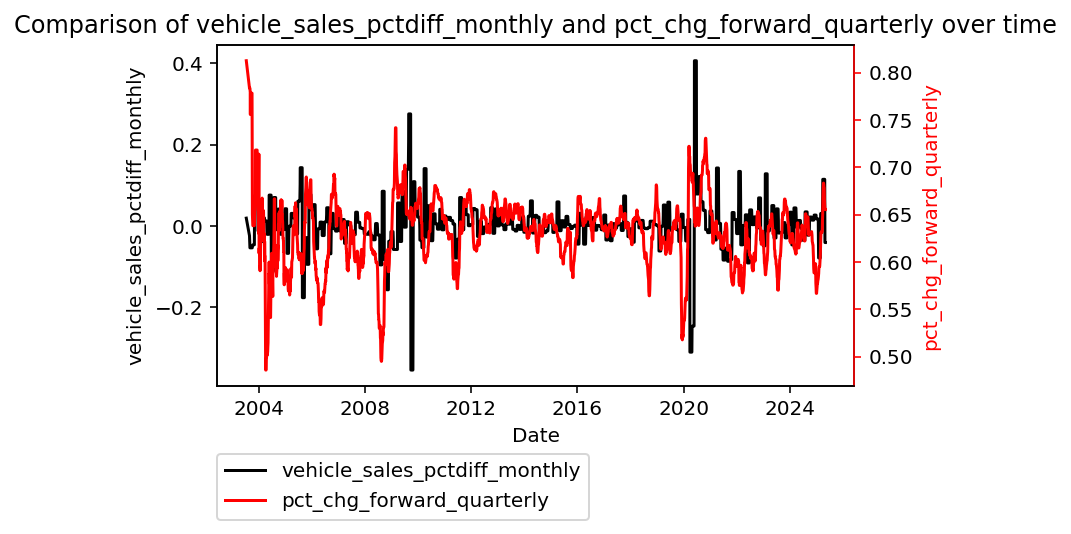 Comparison of vehicle_sales_pctdiff_monthly and pct_chg_forward_quarterly over time
vehicle_sales_pctdiff_monthly
0.4
0.2
0.0
−0.2
pct_chg_forward_quarterly
0.80
0.75
0.70
0.65
0.60
0.55
0.50
2004 2008 2012 2016 2020 2024
Date
vehicle_sales_pctdiff_monthly
pct_chg_forward_quarterly